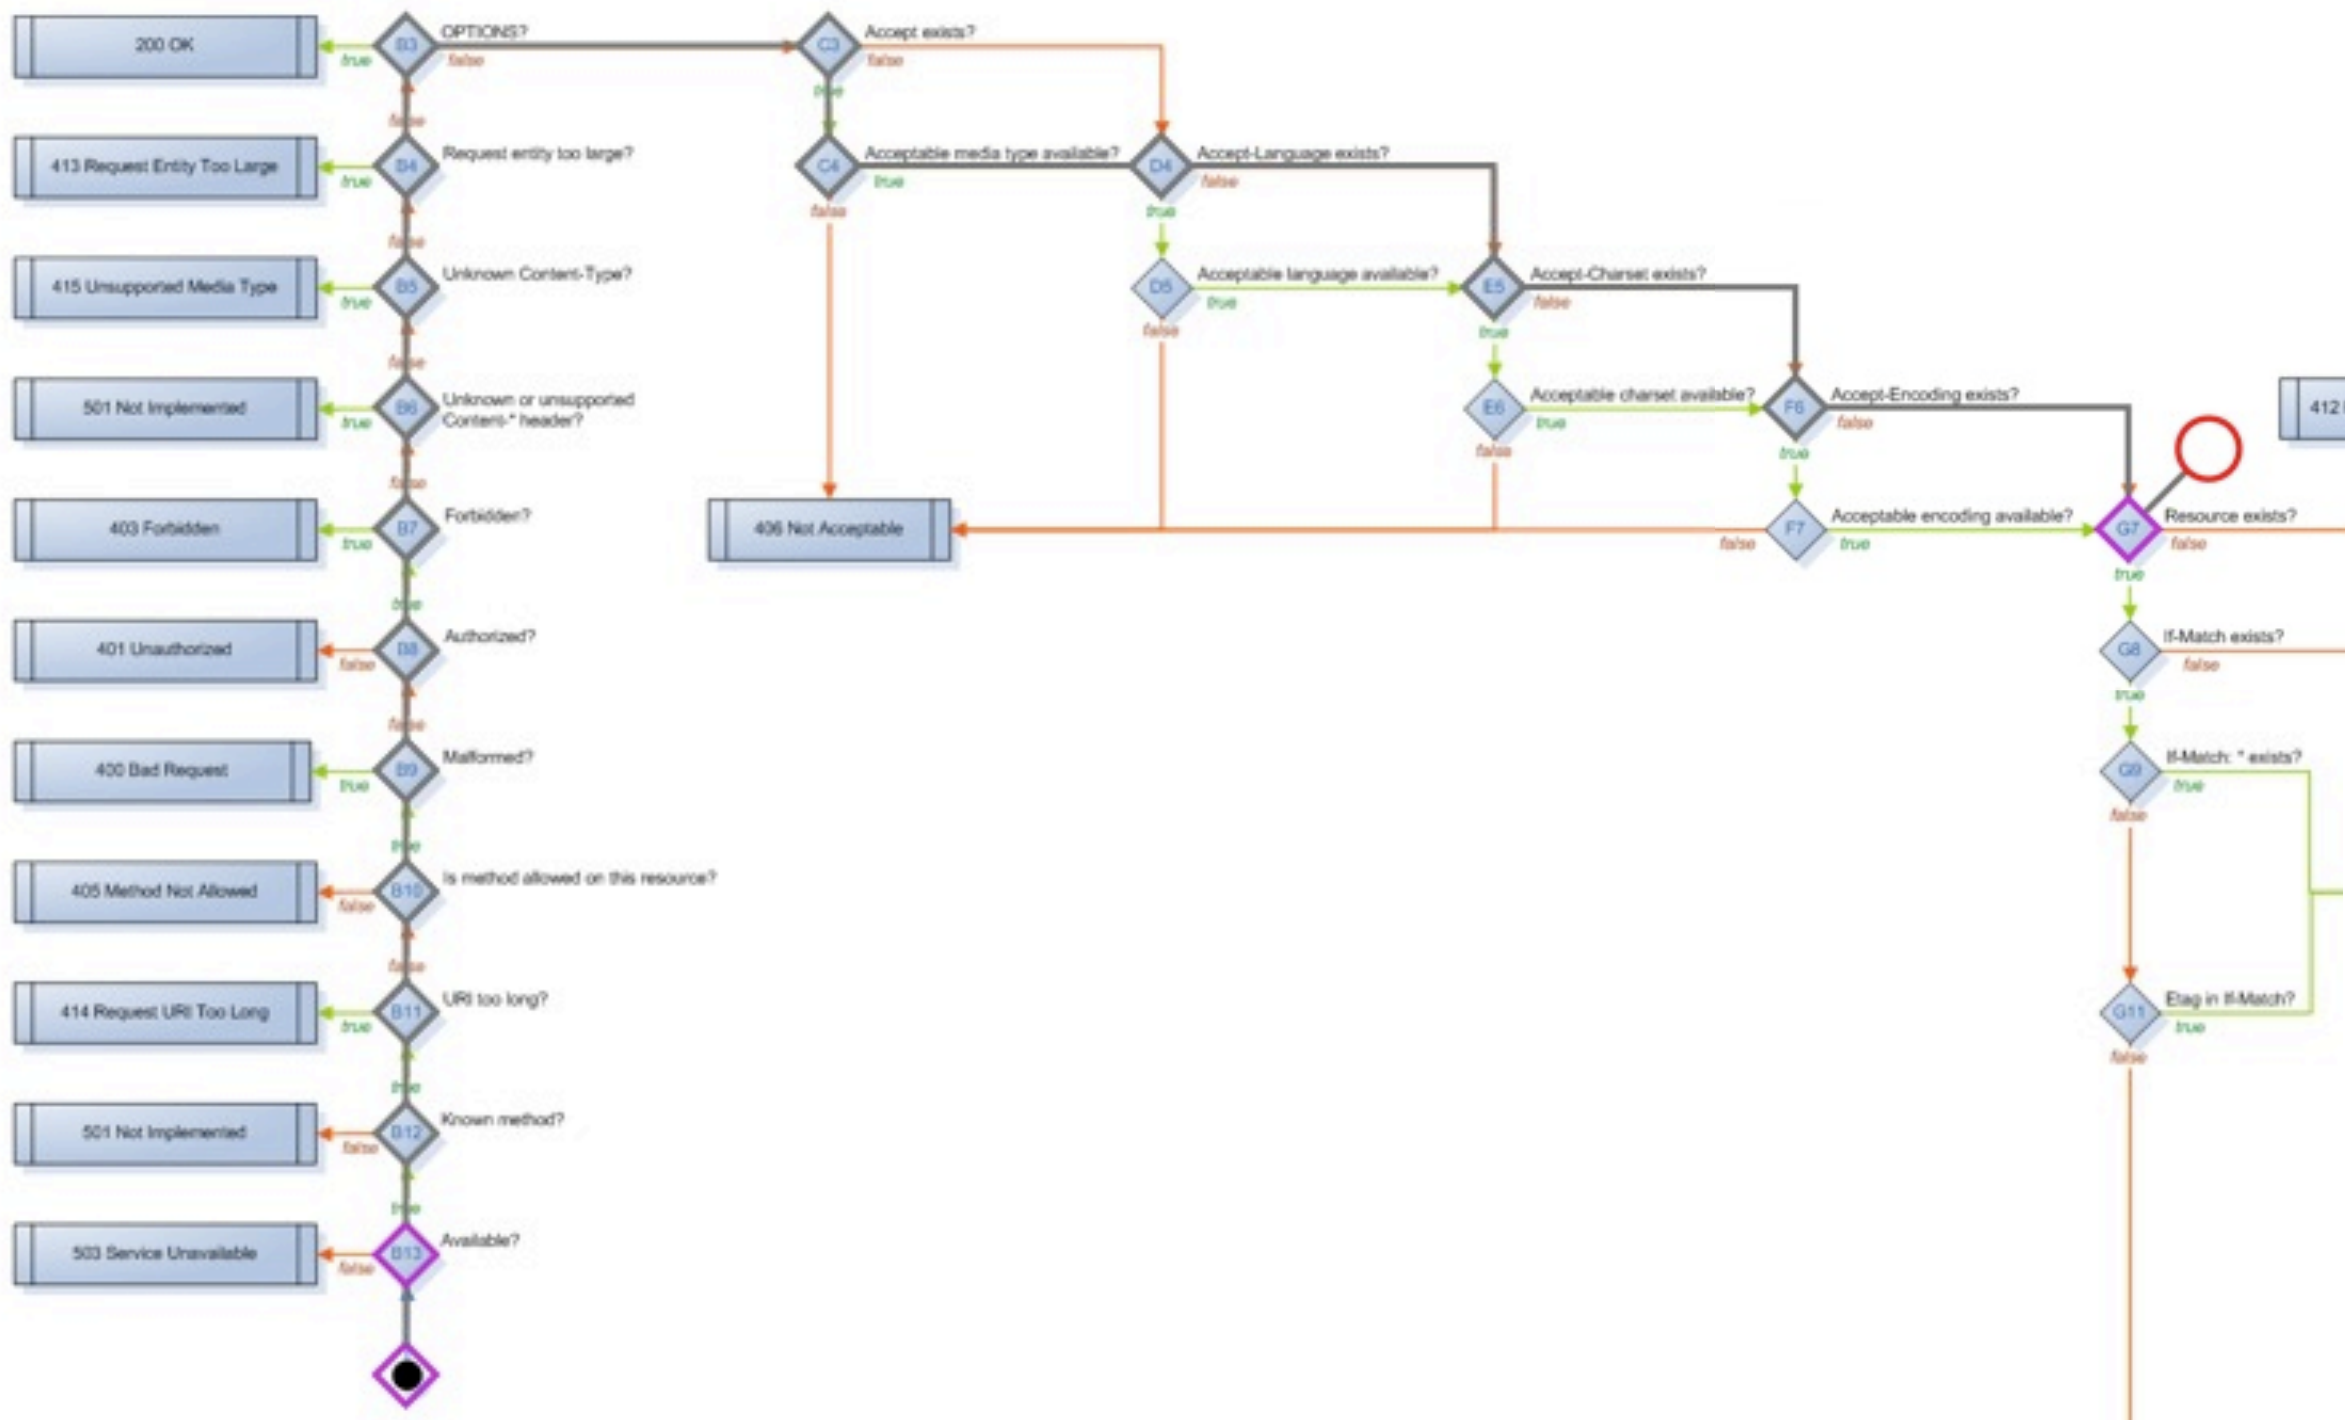 200 OK
true
B3
OPTIONS?
false
C3
Accept exists?
false
true
false
413 Request Entity Too Large
true
B4
Request entity too large?
C4
Acceptable media type available?
true
D4
Accept-Language exists?
false
false
false
true
415 Unsupported Media Type
true
B5
Unknown Content-Type?
D5
Acceptable language available?
true
E5
Accept-Charset exists?
false
false
false
true
501 Not Implemented
true
B6
Unknown or unsupported
Content-* header?
E6
Acceptable charset available?
true
F6
Accept-Encoding exists?
false
412
false
false
true
403 Forbidden
true
B7
Forbidden?
406 Not Acceptable
false
F7
Acceptable encoding available?
true
G7
Resource exists?
false
true
true
401 Unauthorized
false
B8
Authorized?
G8
If-Match exists?
false
false
true
400 Bad Request
true
B9
Malformed?
G9
If-Match: * exists?
true
true
false
405 Method Not Allowed
false
B10
Is method allowed on this resource?
false
414 Request URI Too Long
true
B11
URI too long?
G11
Etag in If-Match?
true
true
false
501 Not Implemented
false
B12
Known method?
true
503 Service Unavailable
false
B13
Available?